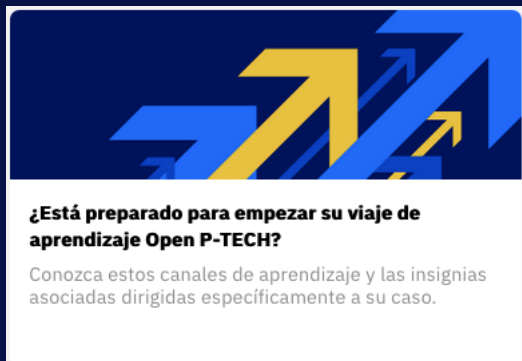 ¿Está preparado para empezar su viaje de
aprendizaje Open P-TECH?
Conozca estos canales de aprendizaje y las insignias
asociadas dirigidas específicamente a su caso.